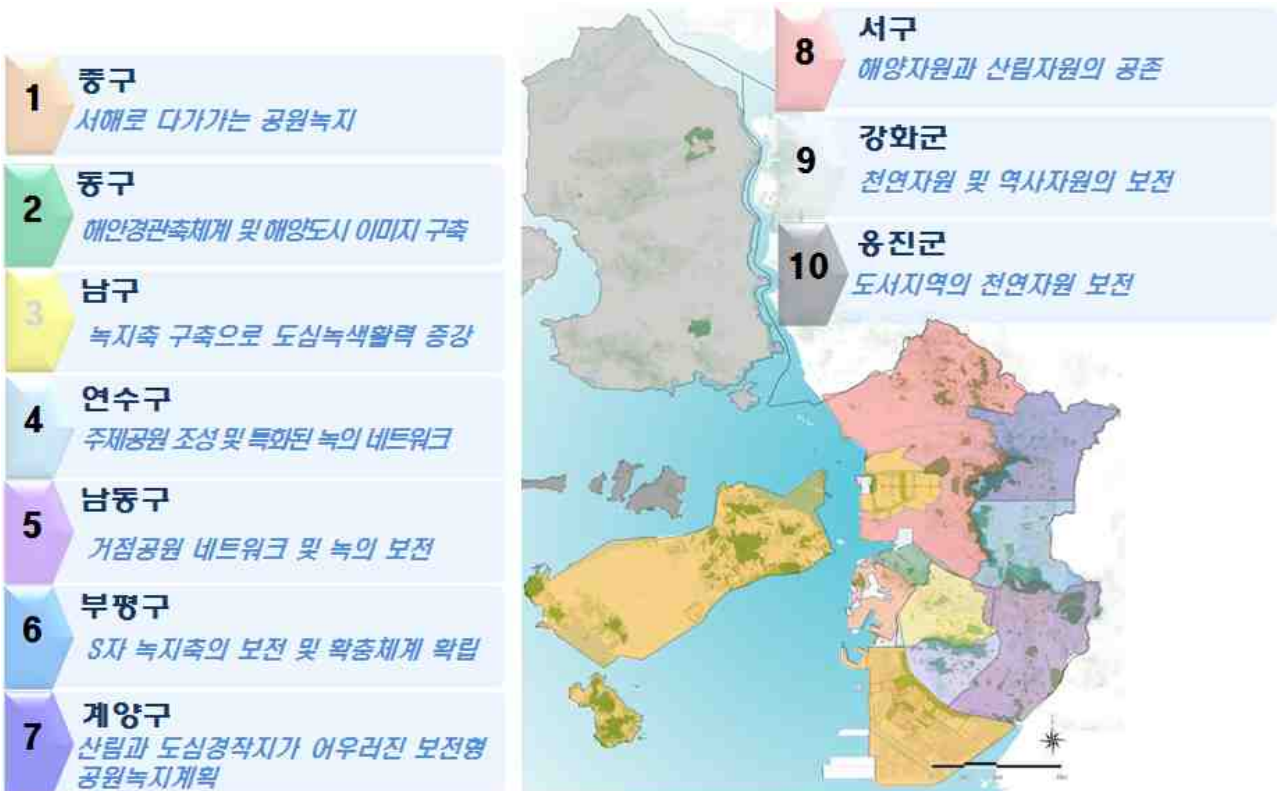 1
중구
서해로 다가가는 공원녹지
2
동구
해안경관축체계 및 해양도시 이미지 구축
3
남구
녹지축 구축으로 도심녹색활력 증강
4
연수구
주제공원 조성 및 특화된 녹의 네트워크
5
남동구
거점공원 네트워크 및 녹의 보전
6
부평구
S자 녹지축의 보전 및 확충체계 확립
7
계양구
산림과 도심경작지가 어우러진 보전형
공원녹지계획
8
서구
해양자원과 산림자원의 공존
9
강화군
천연자원 및 역사자원의 보전
10
옹진군
도서지역의 천연자원 보전